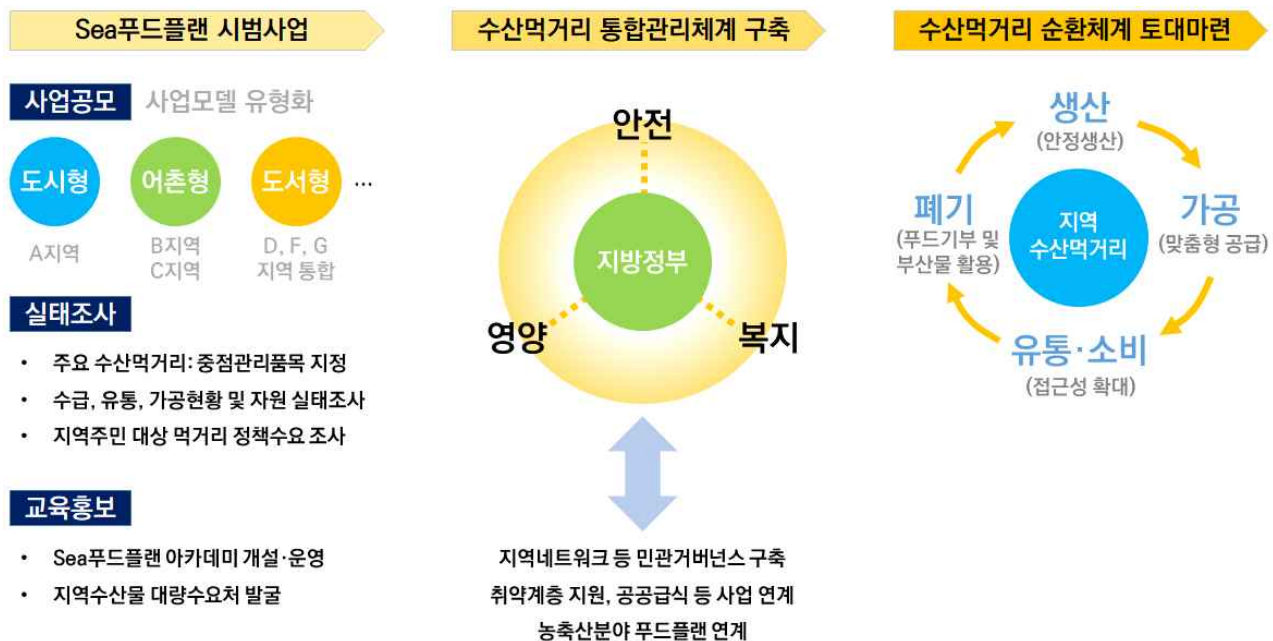 Sea푸드플랜 시범사업
사업공모 사업모델 유형화
도시형 어촌형 도서형 ...
A지역
B지역
C지역
D, F, G
지역 통합
실태조사
• 주요 수산먹거리: 중점관리품목 지정
• 수급, 유통, 가공현황 및 자원 실태조사
• 지역주민 대상 먹거리 정책수요 조사
교육홍보
• Sea푸드플랜 아카데미 개설·운영
• 지역수산물 대량수요처 발굴
수산먹거리 통합관리체계 구축
안전
지방정부
영양
복지
지역네트워크 등 민관거버넌스 구축
취약계층 지원, 공공급식 등 사업 연계
농축산분야 푸드플랜 연계
수산먹거리 순환체계 토대마련
생산
(안정생산)
폐기
(푸드기부 및
부산물 활용)
지역
수산먹거리
가공
(맞춤형 공급)
유통·소비
(접근성 확대)